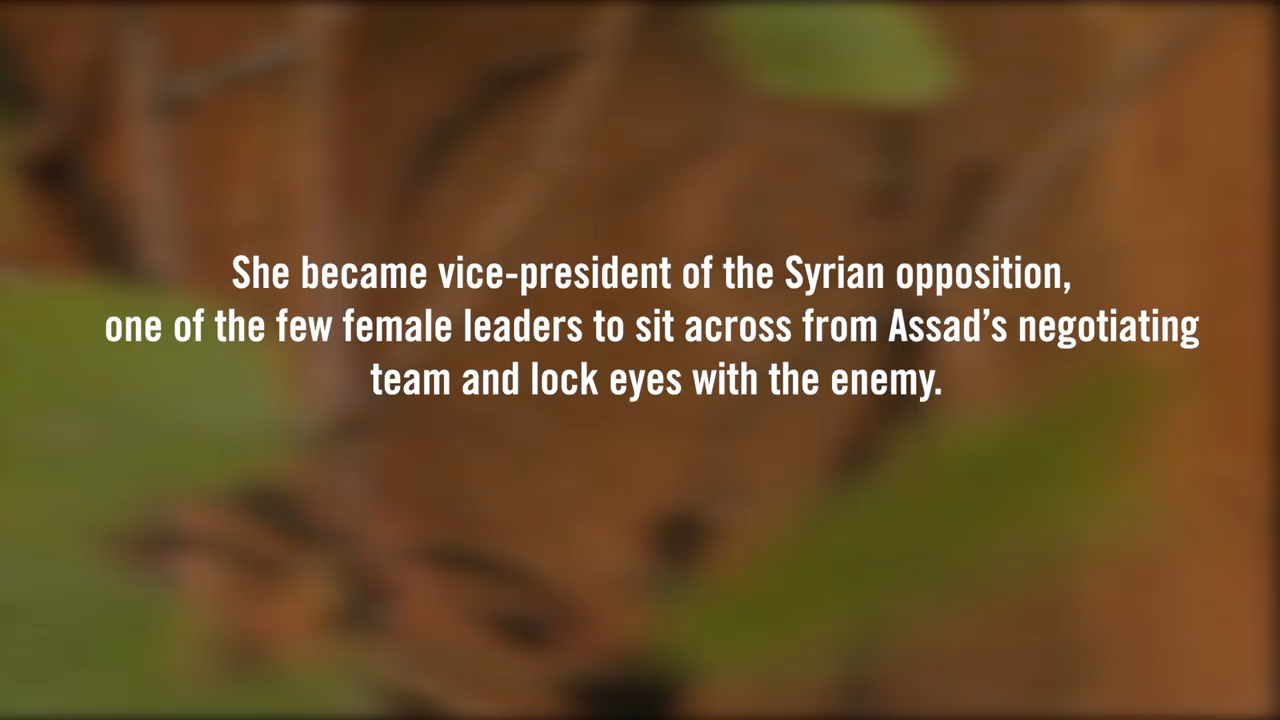 She became vice-president of the Syrian opposition,
one of the few female leaders to sit across from Assad’s negotiating
team and lock eyes with the enemy.